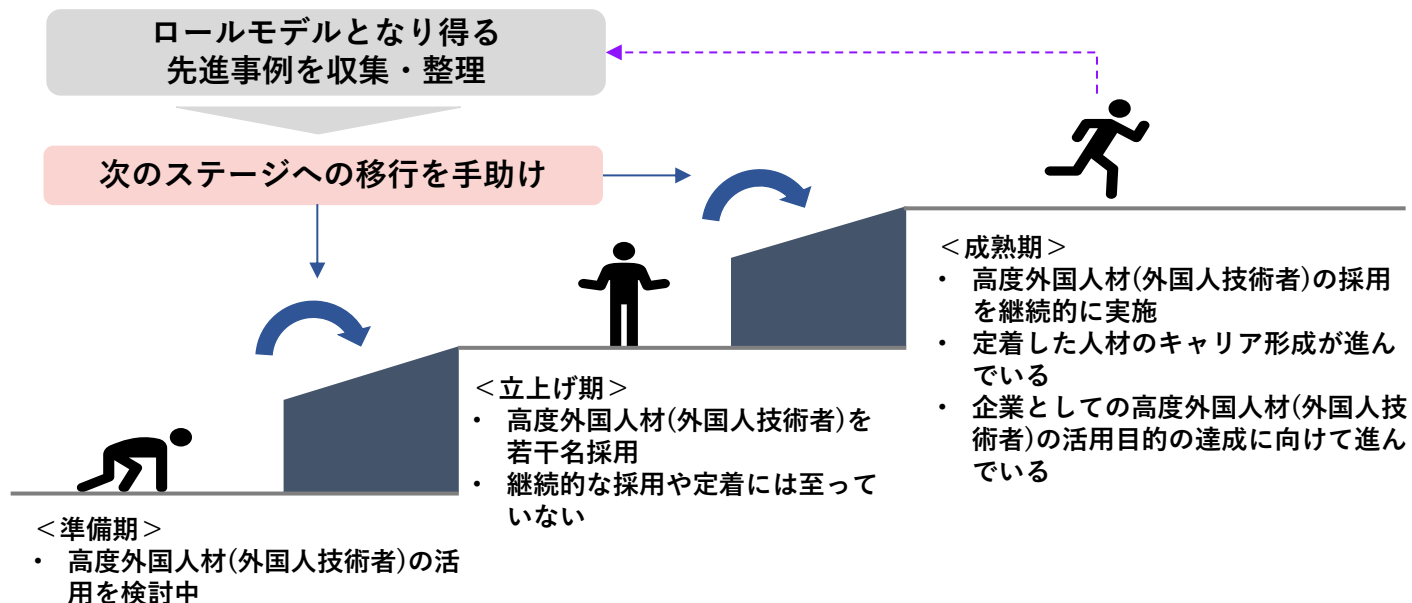 ロールモデルとなり得る
先進事例を収集・整理
次のステージへの移行を手助け
＜準備期＞
・ 高度外国人材(外国人技術者)の活
用を検討中
＜立上げ期＞
・ 高度外国人材(外国人技術者)を
若干名採用
・ 継続的な採用や定着には至って
いない
＜成熟期＞
・ 高度外国人材(外国人技術者)の採用
を継続的に実施
・ 定着した人材のキャリア形成が進ん
でいる
・ 企業としての高度外国人材(外国人技
術者)の活用目的の達成に向けて進ん
でいる